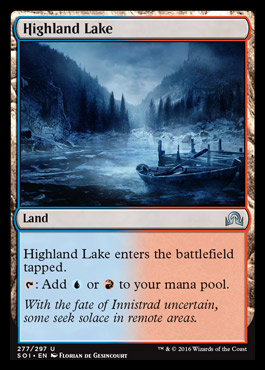 Highland Lake
Land
Highland Lake enters the battlefield
tapped.
: Add or to your mana pool.
With the fate of Innistrad uncertain,
some seek solace in remote areas.
277/297 U
SOI • EN Florian de Gesincourt
™ & © 2016 Wizards of the Coast